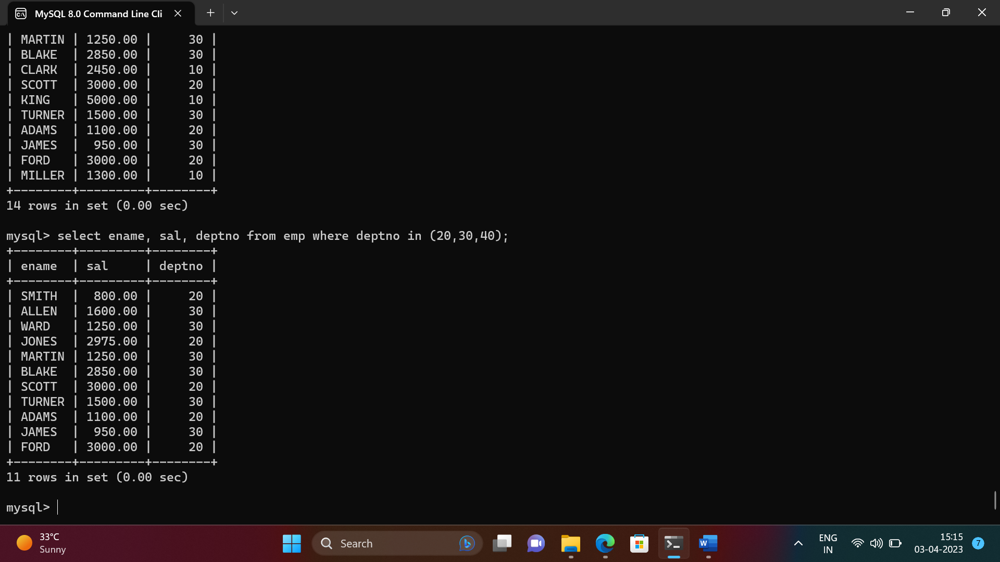 MySQL 8.0 Command Line Cli
| MARTIN | 1250.00 |     30 |
| BLAKE  | 2850.00 |     30 |
| CLARK  | 2450.00 |     10 |
| SCOTT  | 3000.00 |     20 |
| KING   | 5000.00 |     10 |
| TURNER | 1500.00 |     30 |
| ADAMS  | 1100.00 |     20 |
| JAMES  |  950.00 |     30 |
| FORD   | 3000.00 |     20 |
| MILLER | 1300.00 |     10 |
+--------+---------+--------+
14 rows in set (0.00 sec)
mysql> select ename, sal, deptno from emp where deptno in (20,30,40);
+--------+---------+--------+
| ename  | sal     | deptno |
+--------+---------+--------+
| SMITH  |  800.00 |     20 |
| ALLEN  | 1600.00 |     30 |
| WARD   | 1250.00 |     30 |
| JONES  | 2975.00 |     20 |
| MARTIN | 1250.00 |     30 |
| BLAKE  | 2850.00 |     30 |
| SCOTT  | 3000.00 |     20 |
| TURNER | 1500.00 |     30 |
| ADAMS  | 1100.00 |     20 |
| JAMES  |  950.00 |     30 |
| FORD   | 3000.00 |     20 |
+--------+---------+--------+
11 rows in set (0.00 sec)
mysql>
33°C
Sunny
Search
W
ENG
IN
15:15
03-04-2023
7